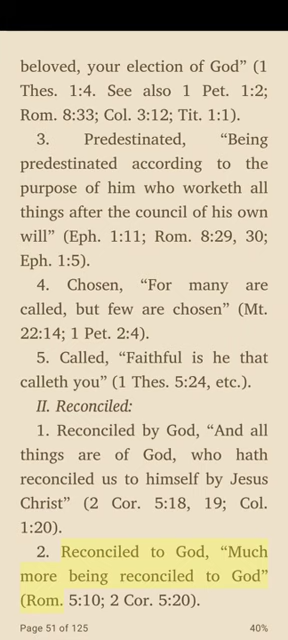 beloved, your election of God” (1
Thes. 1:4. See also 1 Pet. 1:2;
Rom. 8:33; Col. 3:12; Tit. 1:1).
3. Predestinated, “Being
predestinated according to the
purpose of him who worketh all
things after the council of his own
will” (Eph. 1:11; Rom. 8:29, 30;
Eph. 1:5).
4. Chosen, “For many are
called, but few are chosen” (Mt.
22:14; 1 Pet. 2:4).
5. Called, “Faithful is he that
calleth you” (1 Thes. 5:24, etc.).
II. Reconciled:
1. Reconciled by God, “And all
things are of God, who hath
reconciled us to himself by Jesus
Christ” (2 Cor. 5:18, 19; Col.
1:20).
2. Reconciled to God, “Much
more being reconciled to God”
(Rom. 5:10; 2 Cor. 5:20).
Page 51 of 125 40%